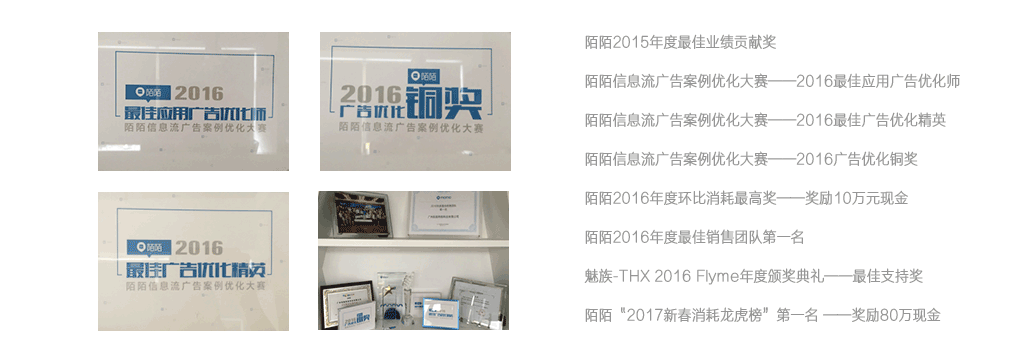 陌陌 2016
最佳应用广告优化师
陌陌信息流广告案例优化大赛
陌陌
2016
广告优化铜奖
陌陌信息流广告案例优化大赛
陌陌 2016
最佳广告优化精英
陌陌信息流广告案例优化大赛
陌陌2015年度最佳业绩贡献奖
陌陌信息流广告案例优化大赛——2016最佳应用广告优化师
陌陌信息流广告案例优化大赛——2016最佳广告优化精英
陌陌信息流广告案例优化大赛——2016广告优化铜奖
陌陌2016年度环比消耗最高奖——奖励10万元现金
陌陌2016年度最佳销售团队第一名
魅族-THX 2016 Flyme年度颁奖典礼——最佳支持奖
陌陌“2017新春消耗龙虎榜”第一名 ——奖励80万现金